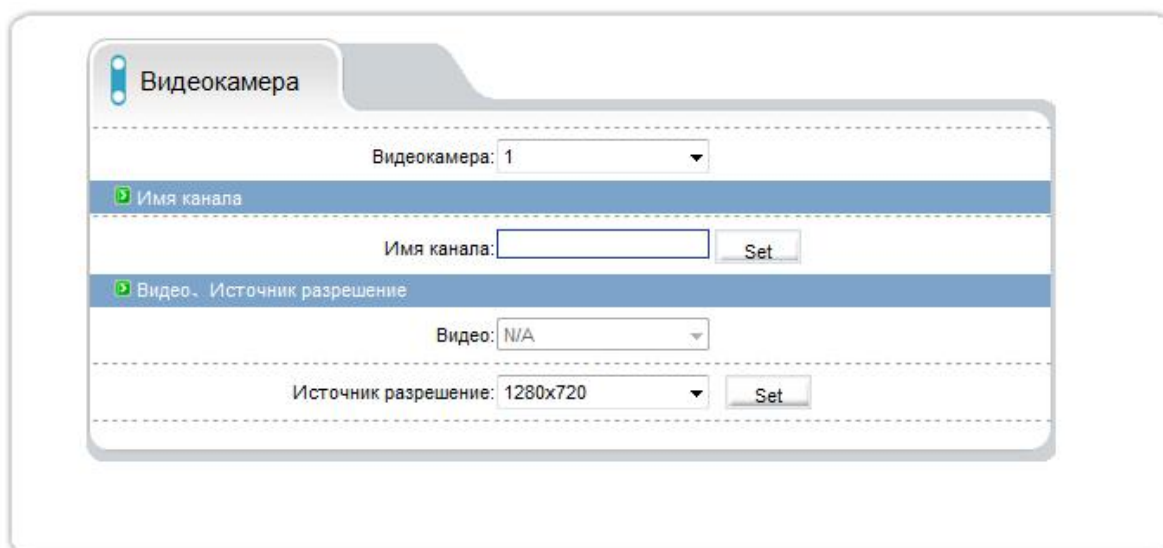 Видеокамера
Видеокамера: 1
Имя канала
Имя канала: Set
Видео、Источник разрешение
Видео: N/A
Источник разрешение: 1280x720 Set